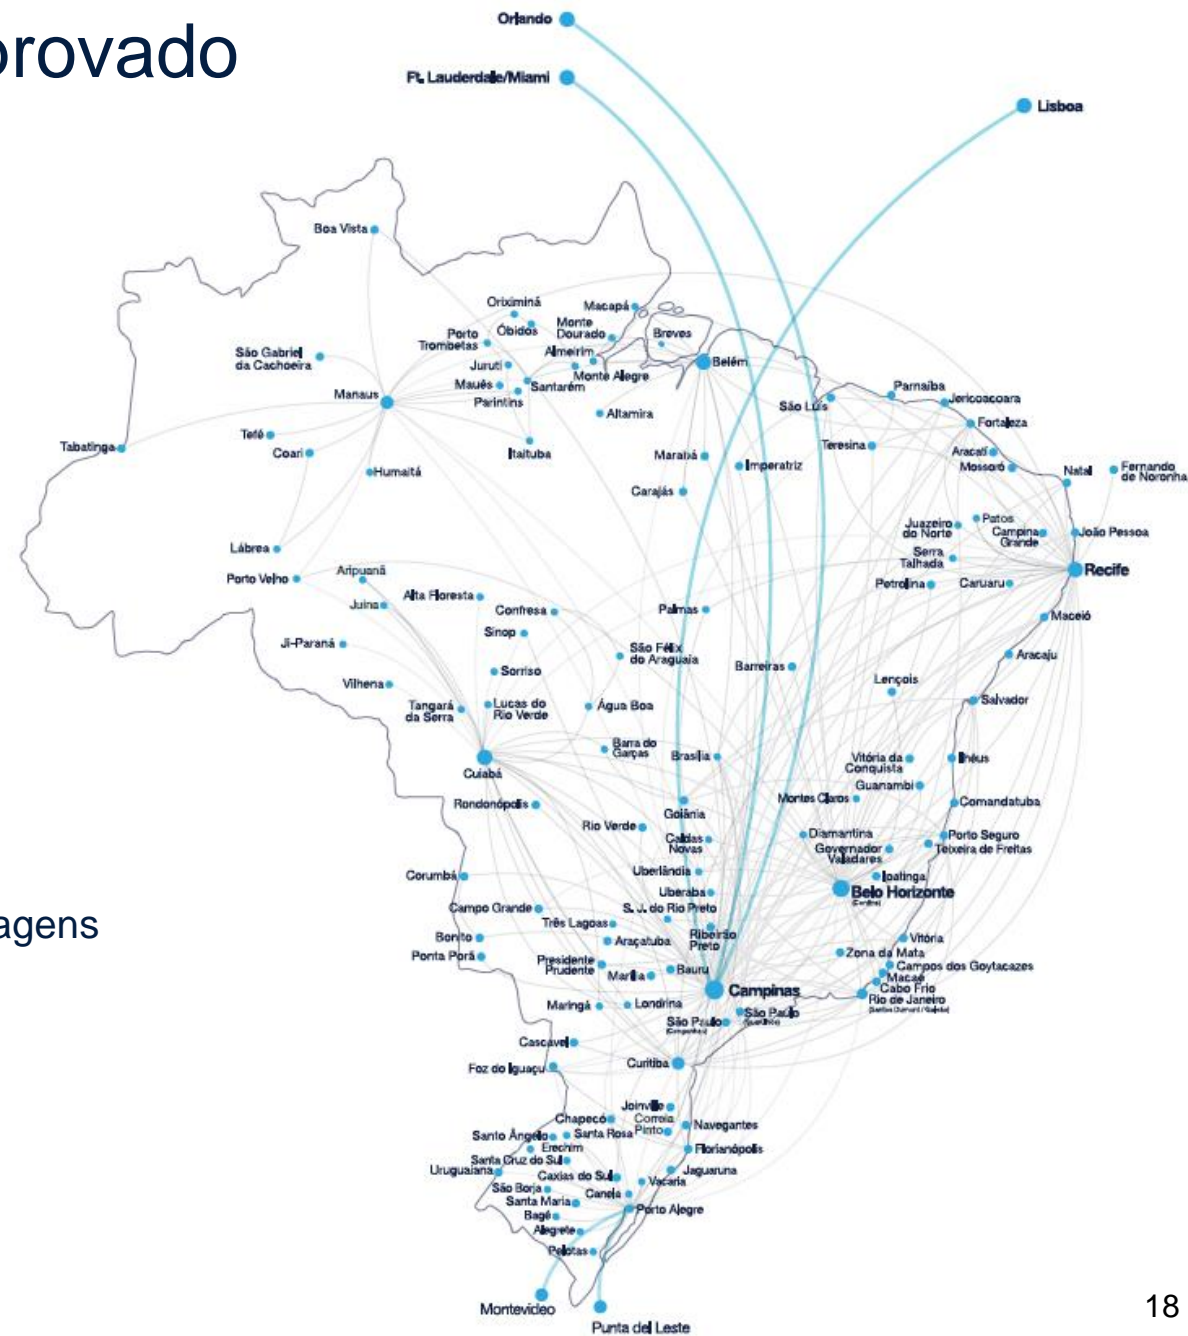 provado
Orlando
Ft. Lauderdale/Miami
Lisboa
Boa Vista
Oriximiná
Macapá
Óbidos
Monte
Dourado
Breves
Porto
Trombetas
São Gabriel
da Cachoeira
Almeirim
Belém
Juruti
Monte Alegre
Mauês
Santarém
Parintins
Manaus
Altamira
Parnaíba
Jericoacoara
São Luís
Fortaleza
Tefé
Tabatinga
Coari
Itaituba
Teresina
Aracati
Marabá
Imperatriz
Mossoró
Humaitá
Natal
Fernando
de Noronha
Carajás
Juazeiro
do Norte
Patos
Campina
Grande
João Pessoa
Lábrea
Serra
Talhada
Porto Velho
Aripuanã
Recife
Petrolina
Caruaru
Alta Floresta
Juína
Confresa
Palmas
Maceió
Sinop
Ji-Paraná
São Félix
do Araguaia
Aracaju
Barreiras
Sorriso
Lençois
Vilhena
Salvador
Tangará
da Serra
Lucas do
Rio Verde
Água Boa
Barra do
Garças
Brasília
Vitória da
Conquista
Ilhéus
Cuiabá
Guanambi
Montes Claros
Comandatuba
Rondonópolis
Goiânia
Rio Verde
Diamantina
Porto Seguro
Caldas
Novas
Governador
Valadares
Teixeira de Freitas
Uberlândia
Ipatinga
Corumbá
Uberaba
Belo Horizonte
(Confins)
Campo Grande
S. J. do Rio Preto
agens
Três Lagoas
Ribeirão
Preto
Bonito
Araçatuba
Vitória
Ponta Porã
Zona da Mata
Presidente
Prudente
Marília
Bauru
Campos dos Goytacazes
Macaé
Cabo Frio
Campinas
Rio de Janeiro
Maringá
Londrina
São Paulo
(Guarulhos)
São Paulo
(Congonhas)
Cascavel
Foz do Iguaçu
Curitiba
Joinville
Chapecó
Correia
Pinto
Navegantes
Santo Ângelo
Santa Rosa
Erechim
Florianópolis
Santa Cruz do Sul
Uruguaiana
Jaguaruna
Caxias do Sul
Vacaria
São Borja
Canela
Santa Maria
Porto Alegre
Bagé
Alegrete
Pelotas
Montevideo
Punta del Leste
18